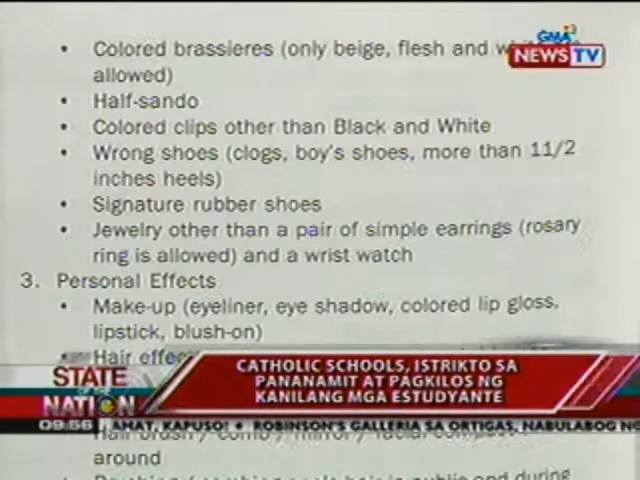 • Colored brassieres (only beige, flesh and
allowed)
GMA
NEWS TV
• Half-sando
• Colored clips other than Black and White
• Wrong shoes (clogs, boy's shoes, more than 11/2
inches heels)
• Signature rubber shoes
• Jewelry other than a pair of simple earrings (rosary
ring is allowed) and a wrist watch
3. Personal Effects
• Make-up (eyeliner, eye shadow, colored lip gloss,
lipstick, blush-on)
Hair
STATE
OF THE
NATION
CATHOLIC SCHOOLS, ISTRIKTO SA
PANANAMIT AT PAGKILOS NG
KANILANG MGA ESTUDYANTE
09:56 AMAT, KAPUSO! • ROBINSON'S GALLERIA SA ORTIGAS, NABULABOG N
around